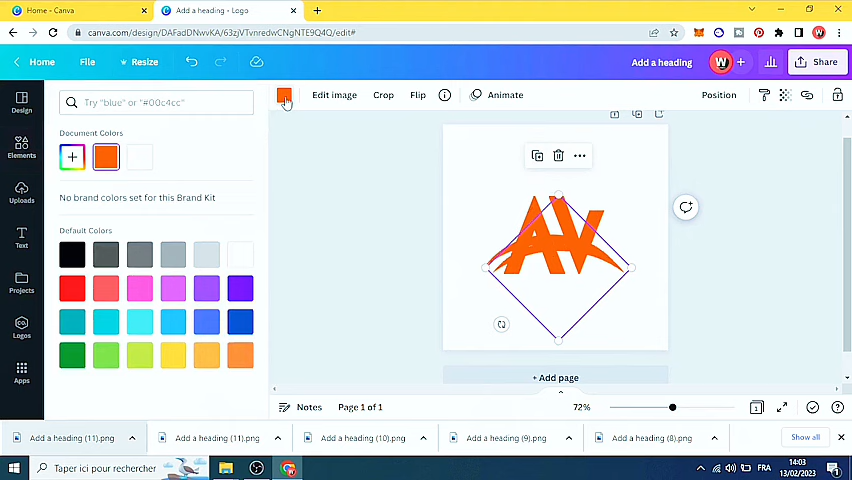 Home - Canva
Add a heading - Logo
canva.com/design/DAFadDNwvKA/63zjVTvnredwCNgNTE9Q4Q/edit#
Home
File
Resize
Add a heading
W
Share
Design
Elements
Uploads
Text
Projects
Logos
Apps
Try "blue" or "#00c4cc"
Document Colors
No brand colors set for this Brand Kit
Default Colors
Edit image
Crop
Flip
Animate
Position
AV
+ Add page
Notes
Page 1 of 1
72%
1
Add a heading (11).png
Add a heading (11).png
Add a heading (10).png
Add a heading (9).png
Add a heading (8).png
Show all
Taper ici pour rechercher
FRA
14:03
13/02/2023